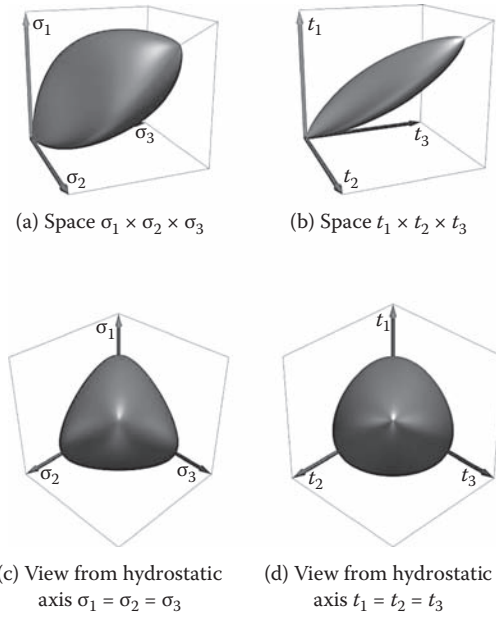 σ1
σ3
σ2
(a) Space σ1 × σ2 × σ3
t1
t3
t2
(b) Space t1 × t2 × t3
σ1
σ2
σ3
(c) View from hydrostatic
axis σ1 = σ2 = σ3
t1
t2
t3
(d) View from hydrostatic
axis t1 = t2 = t3